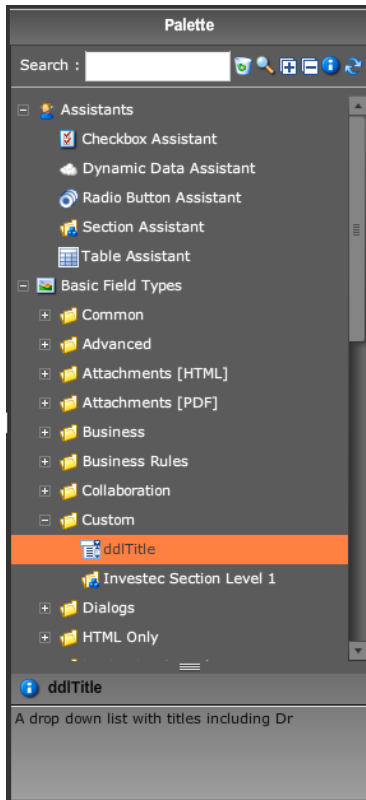 Palette
Search :
Assistants
Checkbox Assistant
Dynamic Data Assistant
Radio Button Assistant
Section Assistant
Table Assistant
Basic Field Types
Common
Advanced
Attachments [HTML]
Attachments [PDF]
Business
Business Rules
Collaboration
Custom
ddlTitle
Investec Section Level 1
Dialogs
HTML Only
ddlTitle
A drop down list with titles including Dr